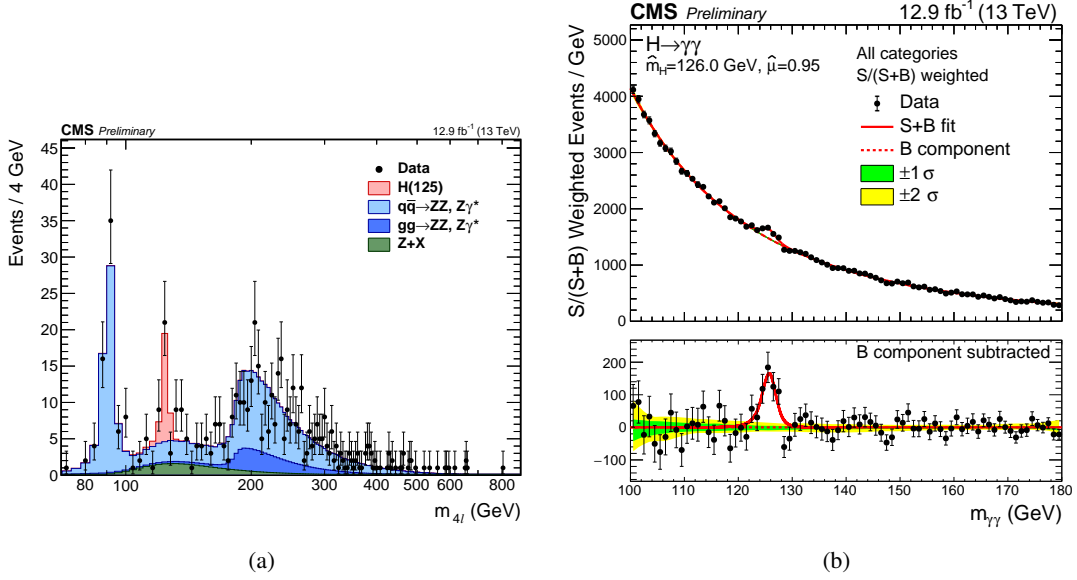 CMS Preliminary 12.9 fb⁻¹ (13 TeV)
Events / 4 GeV
45
40
35
30
25
20
15
10
5
0
Data
H(125)
qq̄→ZZ, Zγ*
gg→ZZ, Zγ*
Z+X
80 100 200 300 400 500 600 800
m₄ₗ (GeV)
(a)
CMS Preliminary 12.9 fb⁻¹ (13 TeV)
S/(S+B) Weighted Events / GeV
5200
4000
3000
2000
1000
0
H→γγ
m̂_H=126.0 GeV, μ̂=0.95
All categories
S/(S+B) weighted
Data
S+B fit
B component
±1 σ
±2 σ
B component subtracted
200
100
0
−100
100 110 120 130 140 150 160 170 180
m_γγ (GeV)
(b)